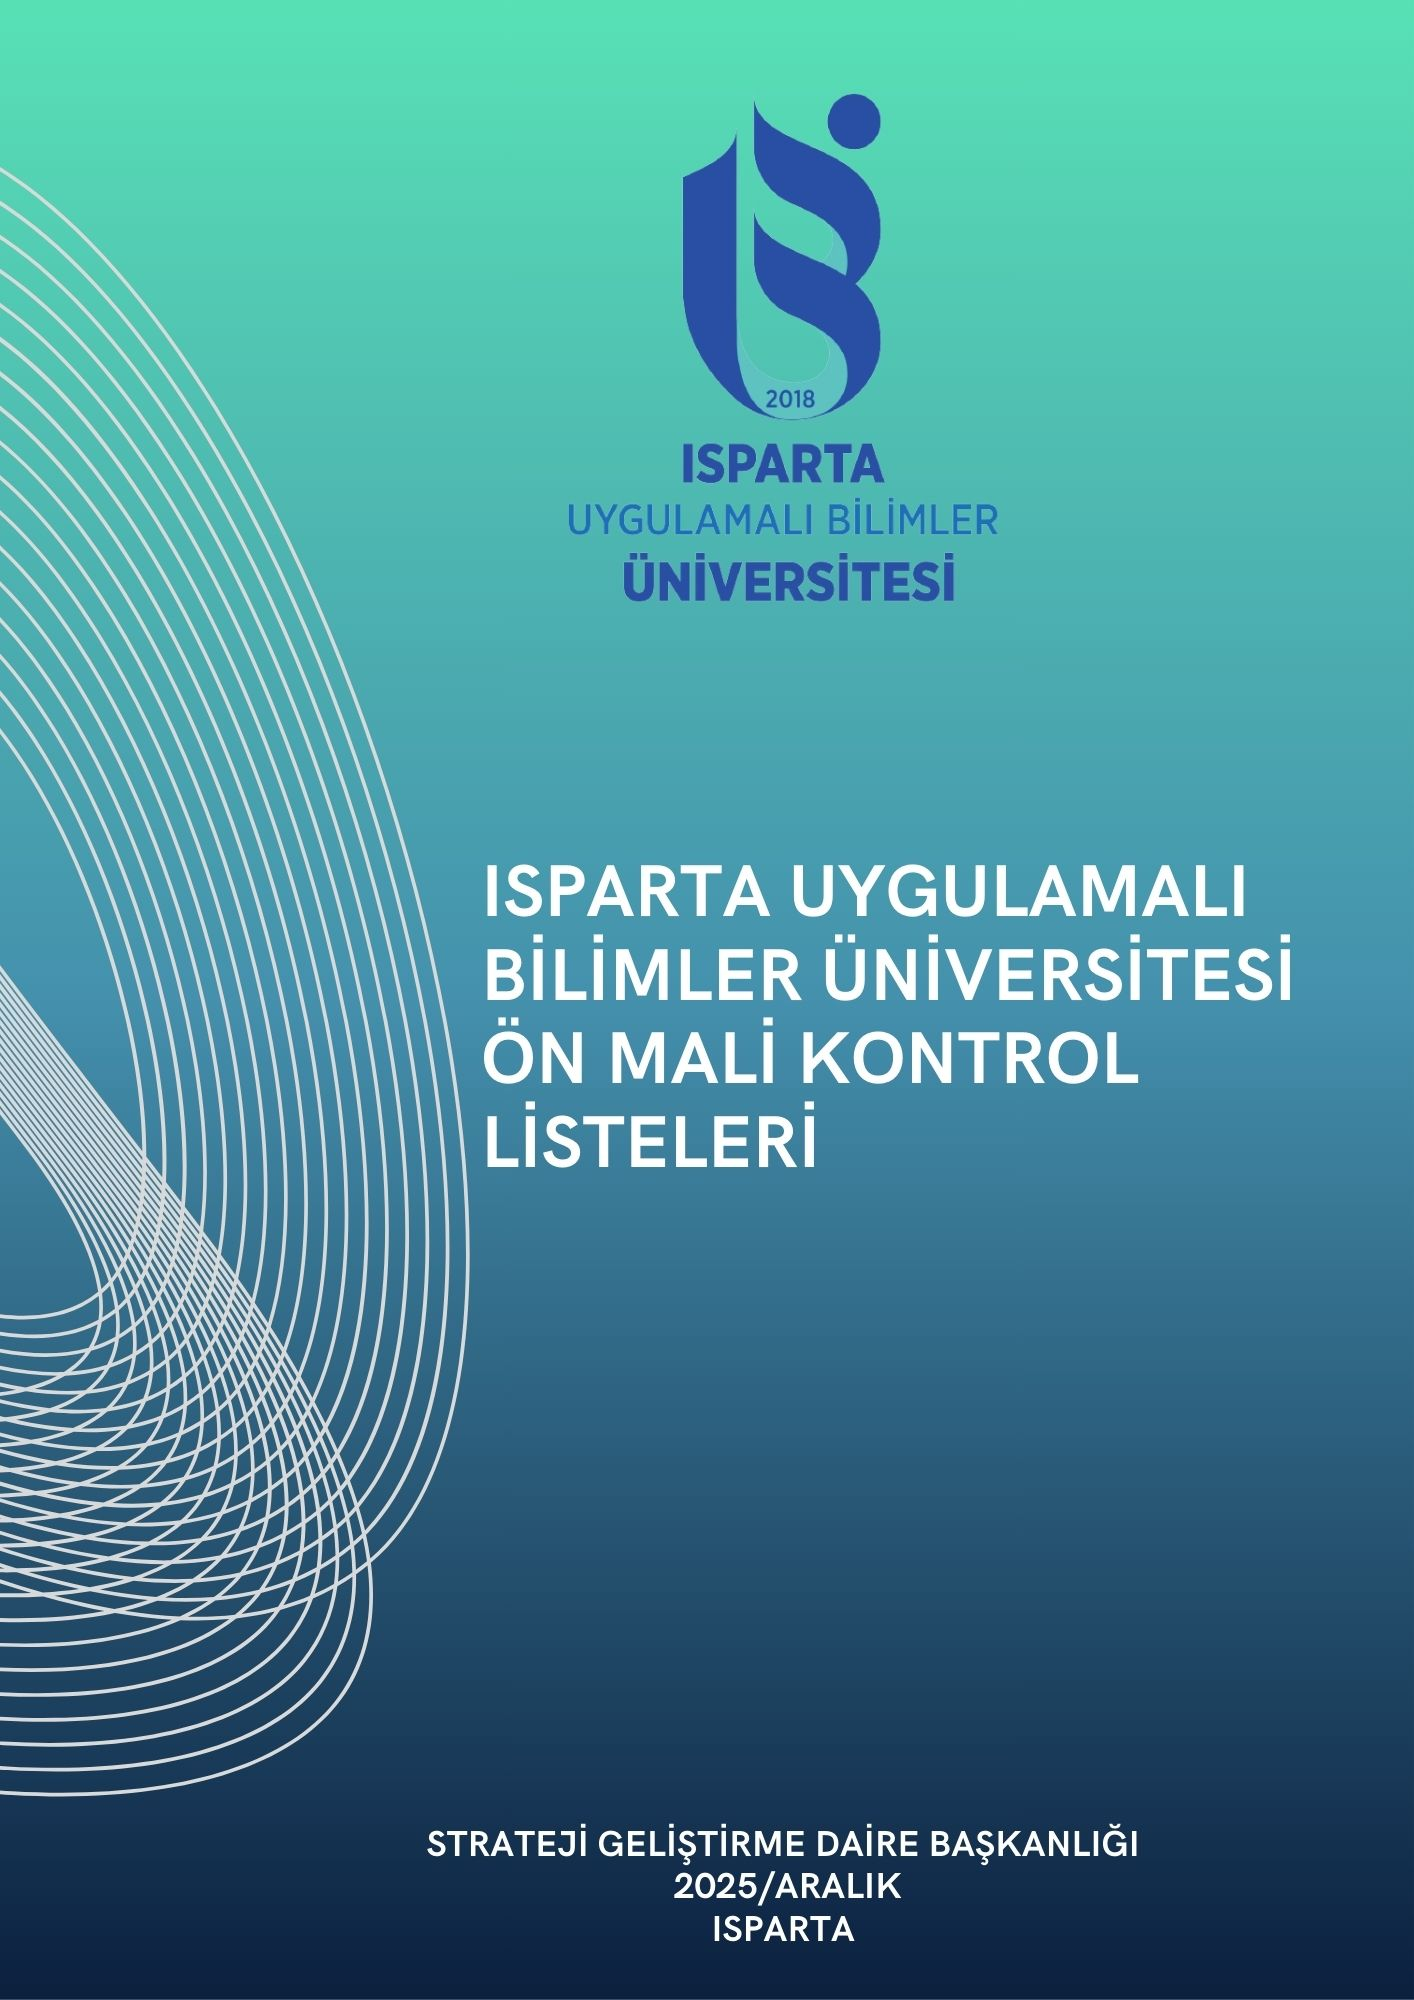 2018
ISPARTA
UYGULAMALI BİLİMLER
ÜNİVERSİTESİ
ISPARTA UYGULAMALI
BİLİMLER ÜNİVERSİTESİ
ÖN MALİ KONTROL
LİSTELERİ
STRATEJİ GELİŞTİRME DAİRE BAŞKANLIĞI
2025/ARALIK
ISPARTA